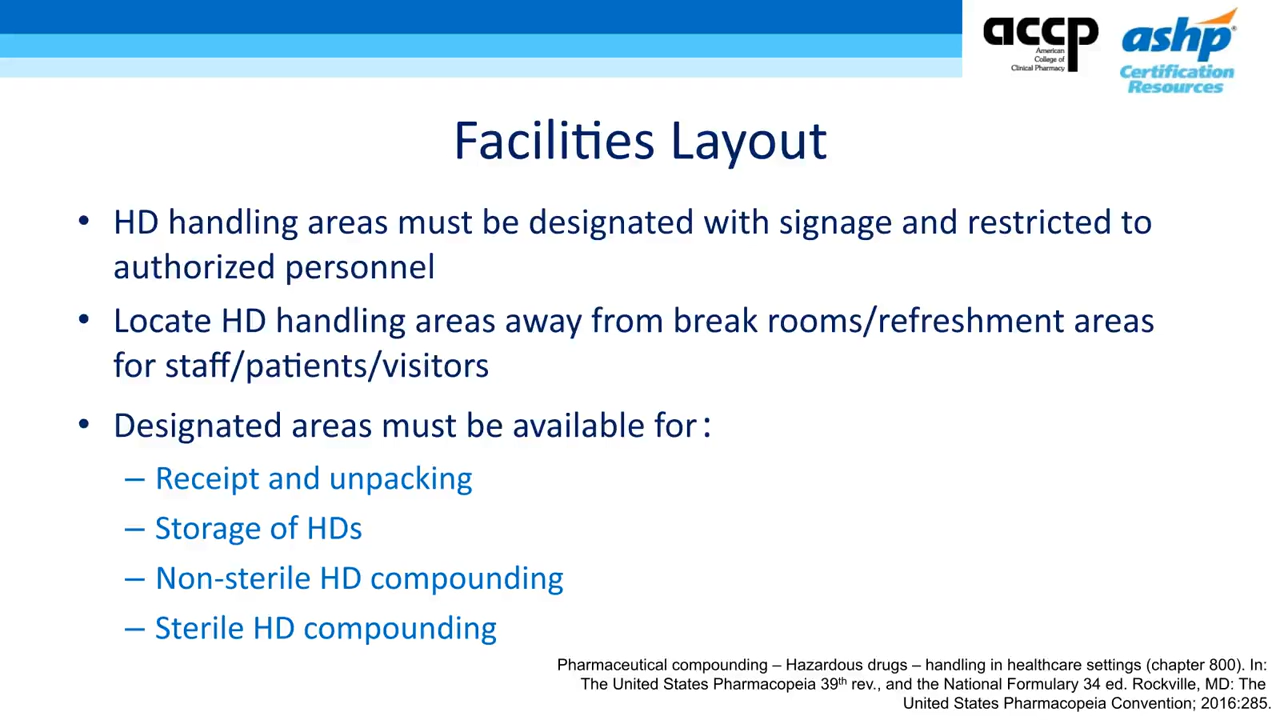 accp
American
College of
Clinical Pharmacy
ashp®
Certification
Resources
Facilities Layout
• HD handling areas must be designated with signage and restricted to
authorized personnel
• Locate HD handling areas away from break rooms/refreshment areas
for staff/patients/visitors
• Designated areas must be available for:
– Receipt and unpacking
– Storage of HDs
– Non-sterile HD compounding
– Sterile HD compounding
Pharmaceutical compounding – Hazardous drugs – handling in healthcare settings (chapter 800). In:
The United States Pharmacopeia 39th rev., and the National Formulary 34 ed. Rockville, MD: The
United States Pharmacopeia Convention; 2016:285.